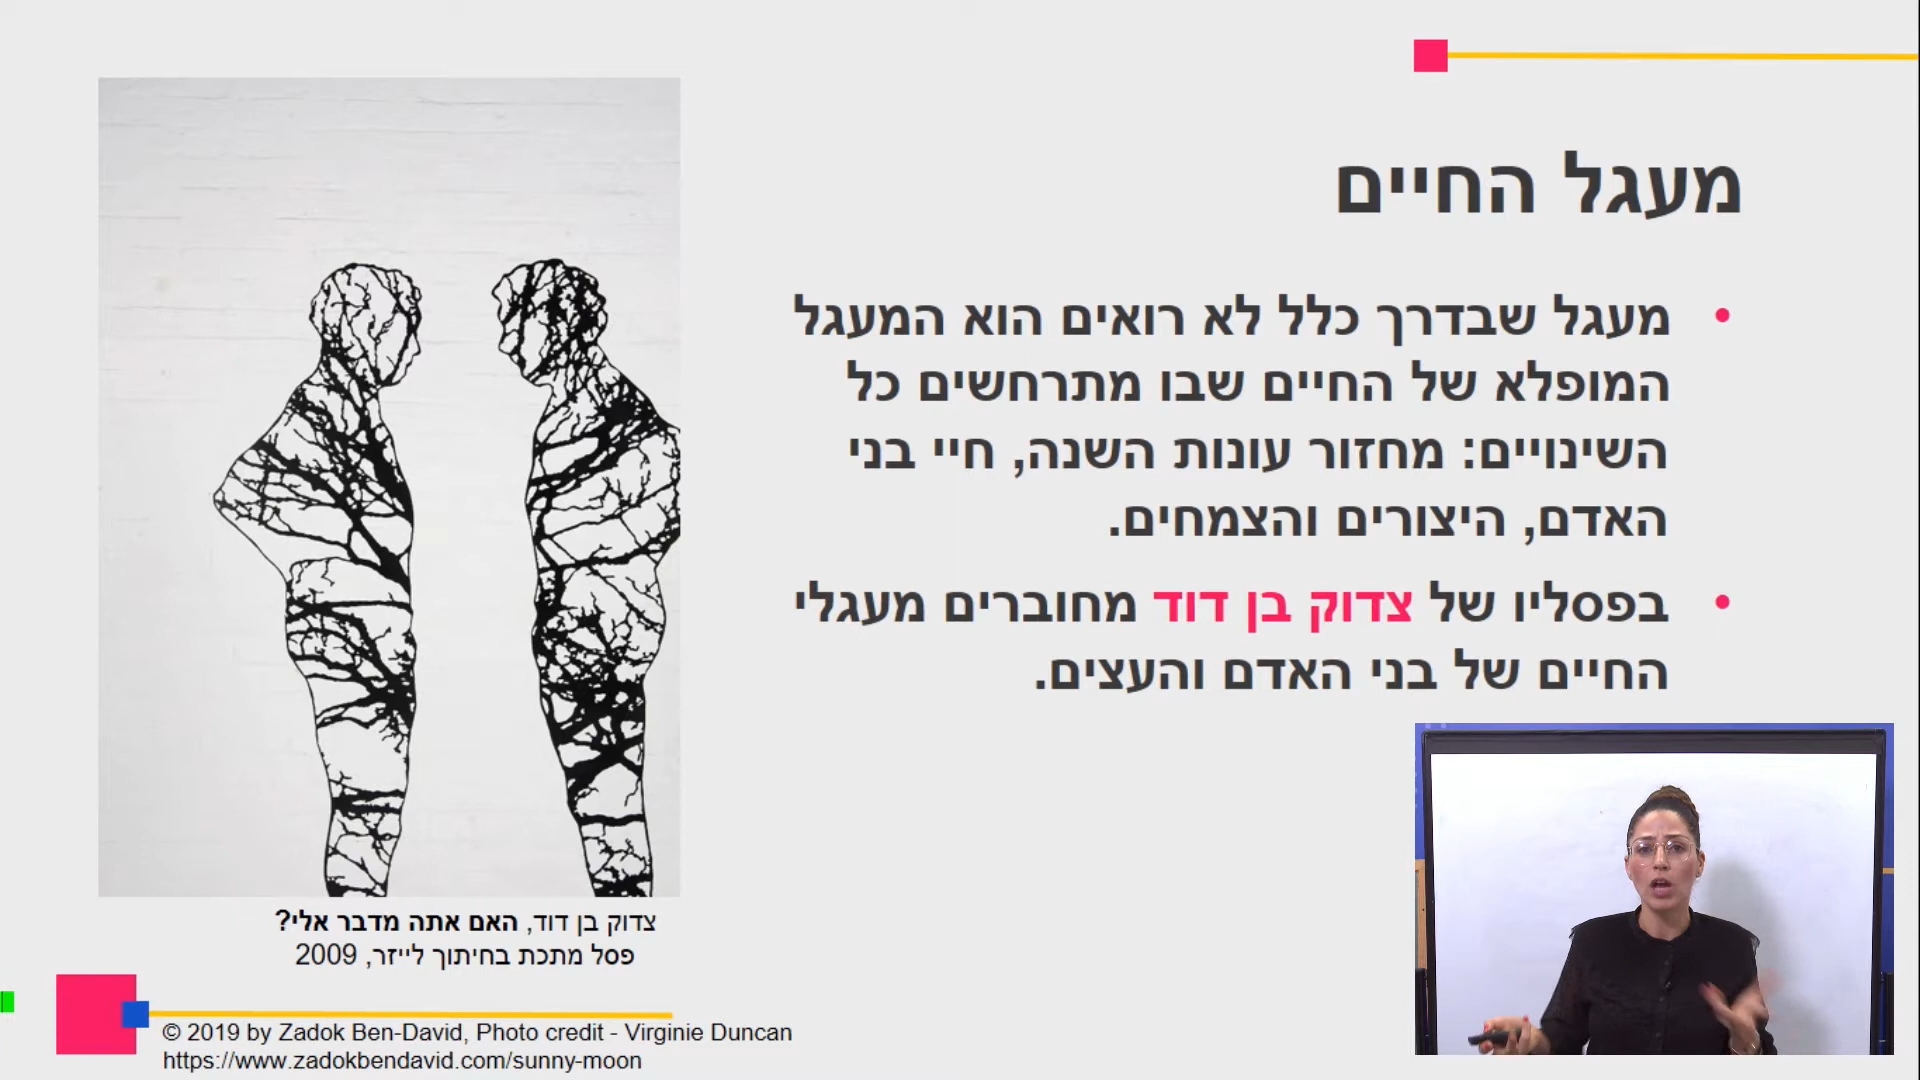 מעגל החיים
מעגל שבדרך כלל לא רואים הוא המעגל
המופלא של החיים שבו מתרחשים כל
השינויים: מחזור עונות השנה, חיי בני
האדם, היצורים והצמחים.
בפסליו של צדוק בן דוד מחוברים מעגלי
החיים של בני האדם והעצים.
צדוק בן דוד, האם אתה מדבר אלי?
פסל מתכת בחיתוך לייזר, 2009
© 2019 by Zadok Ben-David, Photo credit - Virginie Duncan
https://www.zadokbendavid.com/sunny-moon